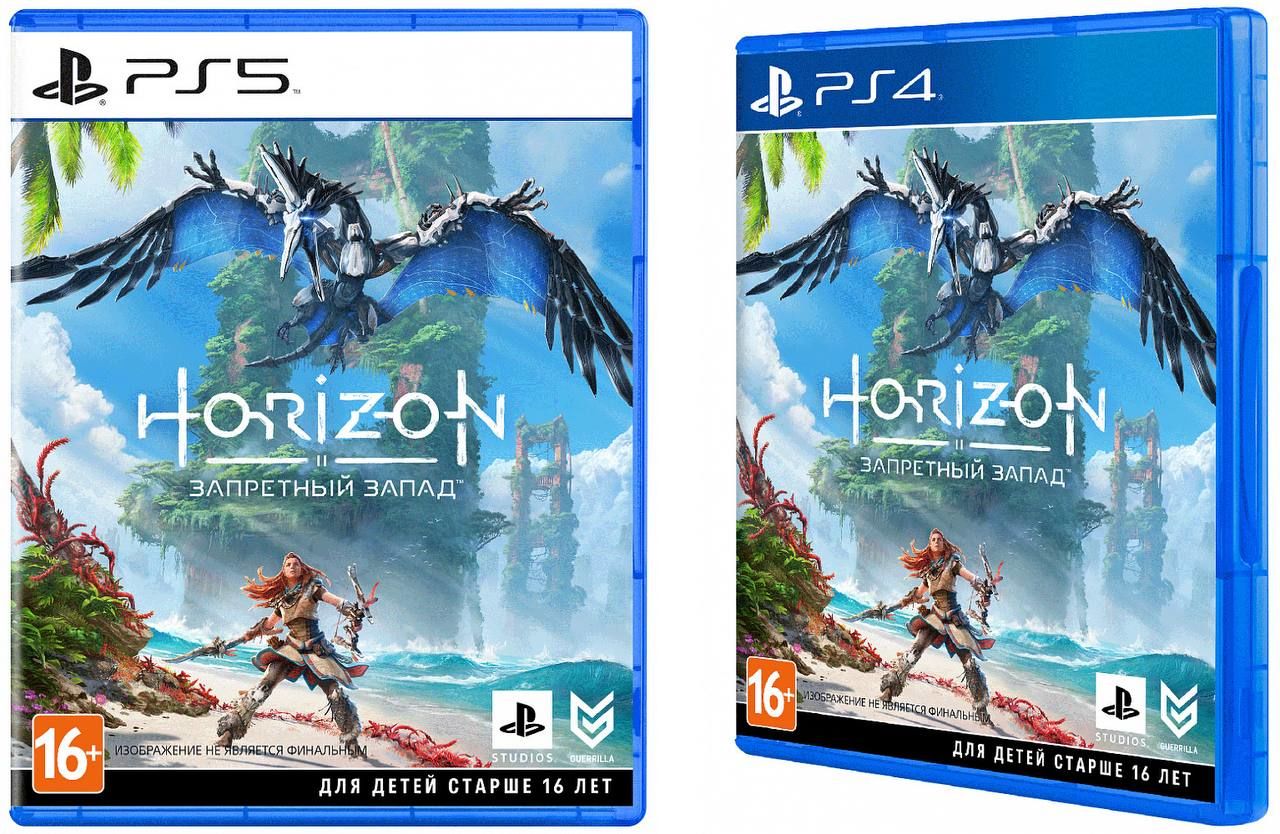 PS5
HORIZON
II
ЗАПРЕТНЫЙ ЗАПАД™
16+
ИЗОБРАЖЕНИЕ НЕ ЯВЛЯЕТСЯ ФИНАЛЬНЫМ
STUDIOS
GUERRILLA
ДЛЯ ДЕТЕЙ СТАРШЕ 16 ЛЕТ
PS4
HORIZON
II
ЗАПРЕТНЫЙ ЗАПАД™
16+
ИЗОБРАЖЕНИЕ НЕ ЯВЛЯЕТСЯ ФИНАЛЬНЫМ
STUDIOS
GUERRILLA
ДЛЯ ДЕТЕЙ СТАРШЕ 16 ЛЕТ